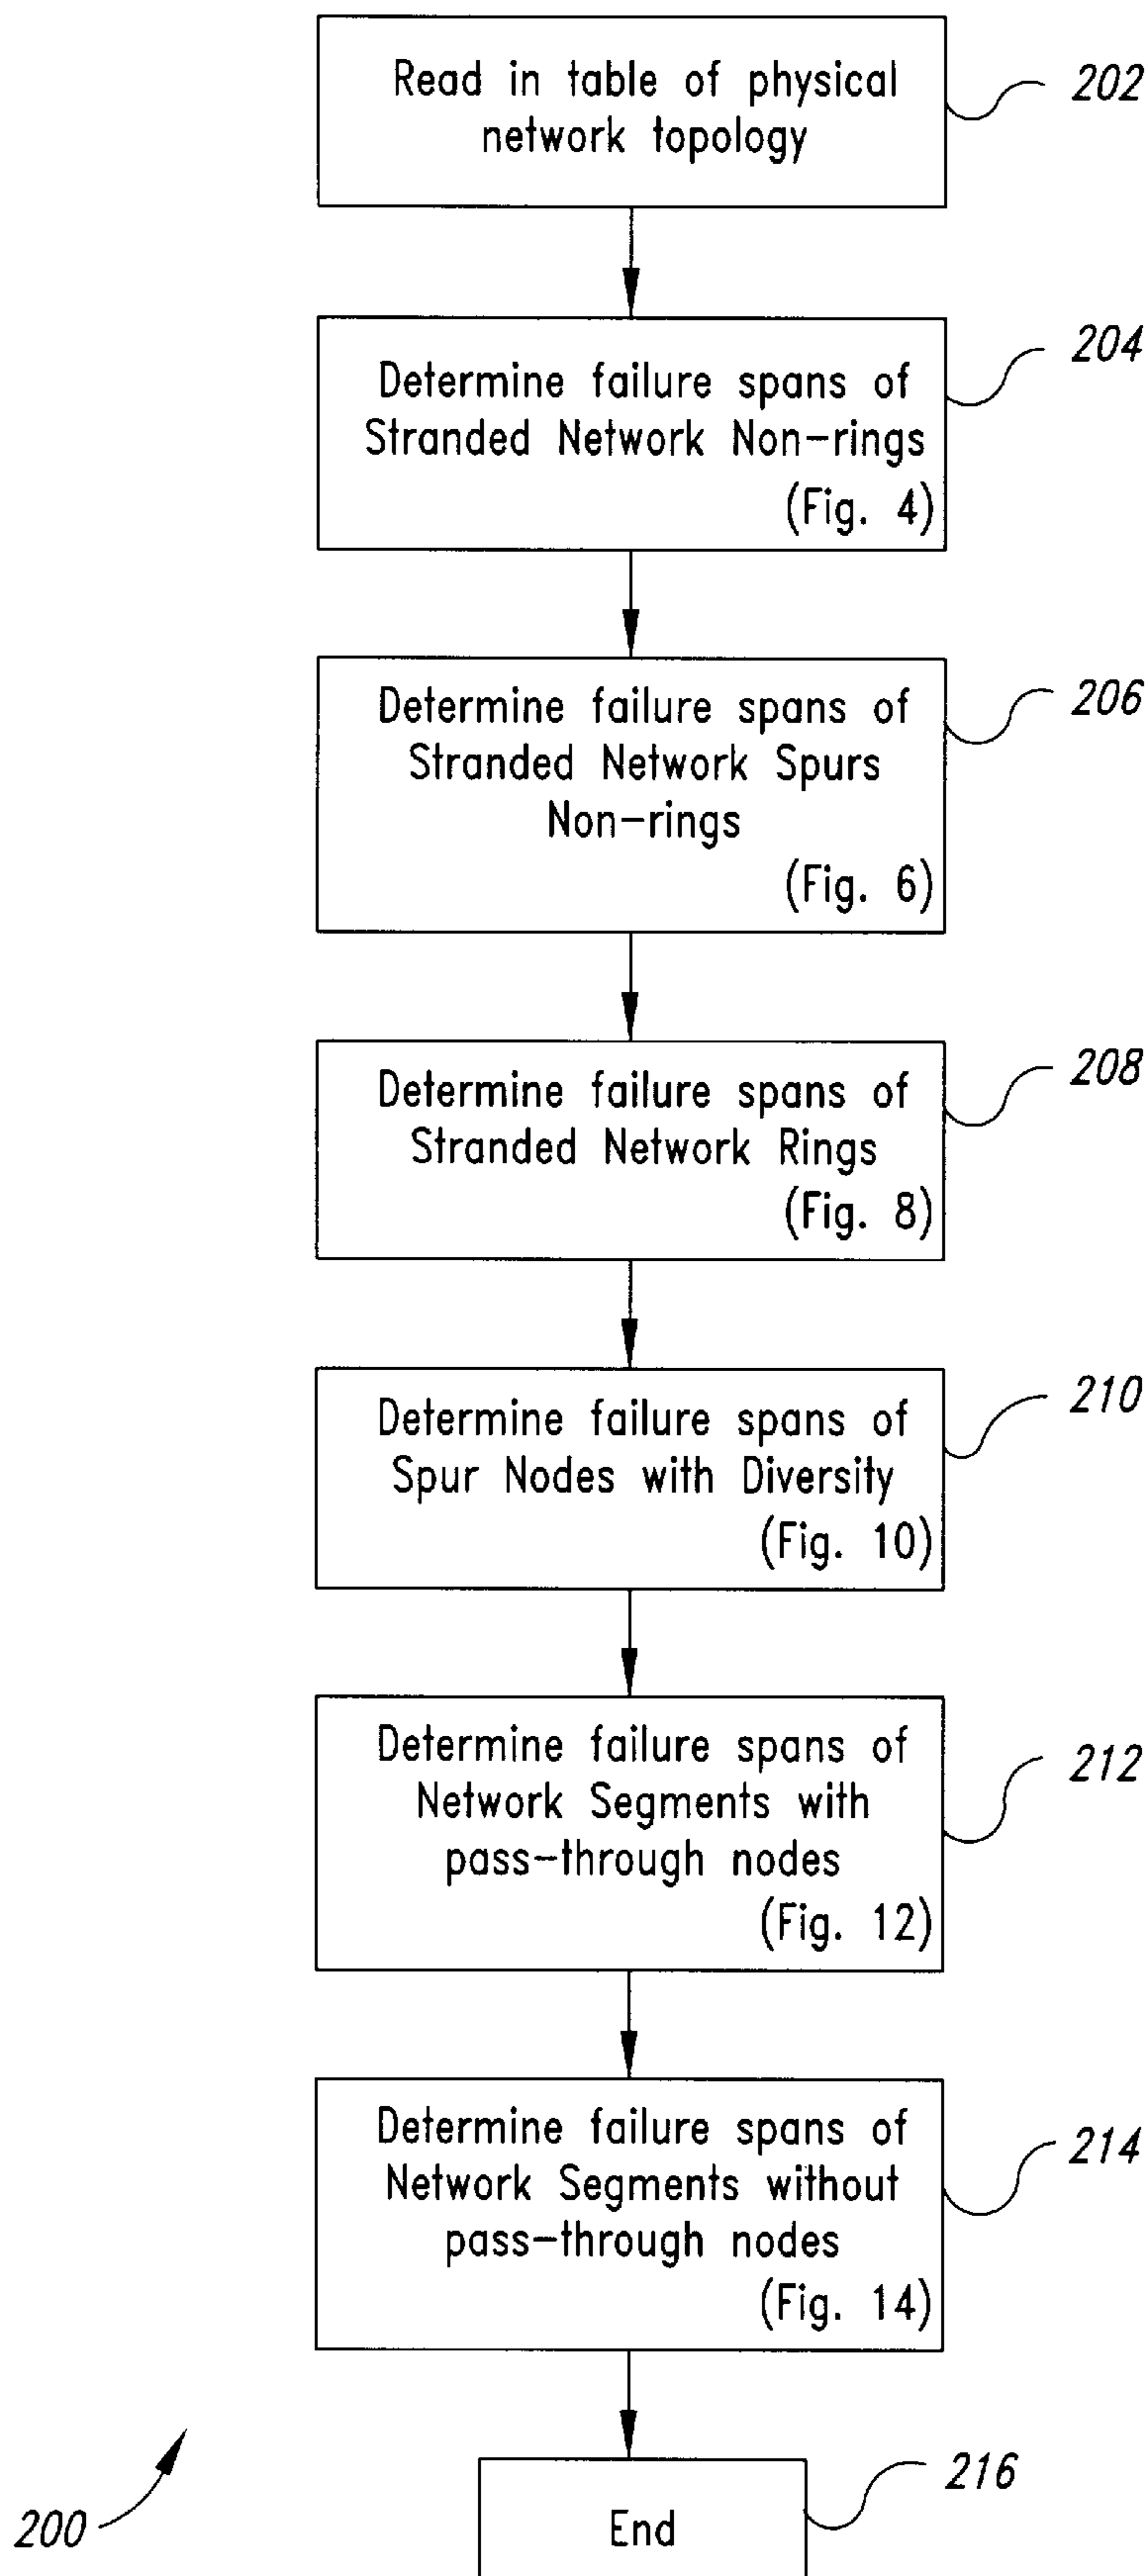 Read in table of physical
network topology
202
Determine failure spans of
Stranded Network Non-rings
(Fig. 4)
204
Determine failure spans of
Stranded Network Spurs
Non-rings
(Fig. 6)
206
Determine failure spans of
Stranded Network Rings
(Fig. 8)
208
Determine failure spans of
Spur Nodes with Diversity
(Fig. 10)
210
Determine failure spans of
Network Segments with
pass-through nodes
(Fig. 12)
212
Determine failure spans of
Network Segments without
pass-through nodes
(Fig. 14)
214
End
216
200